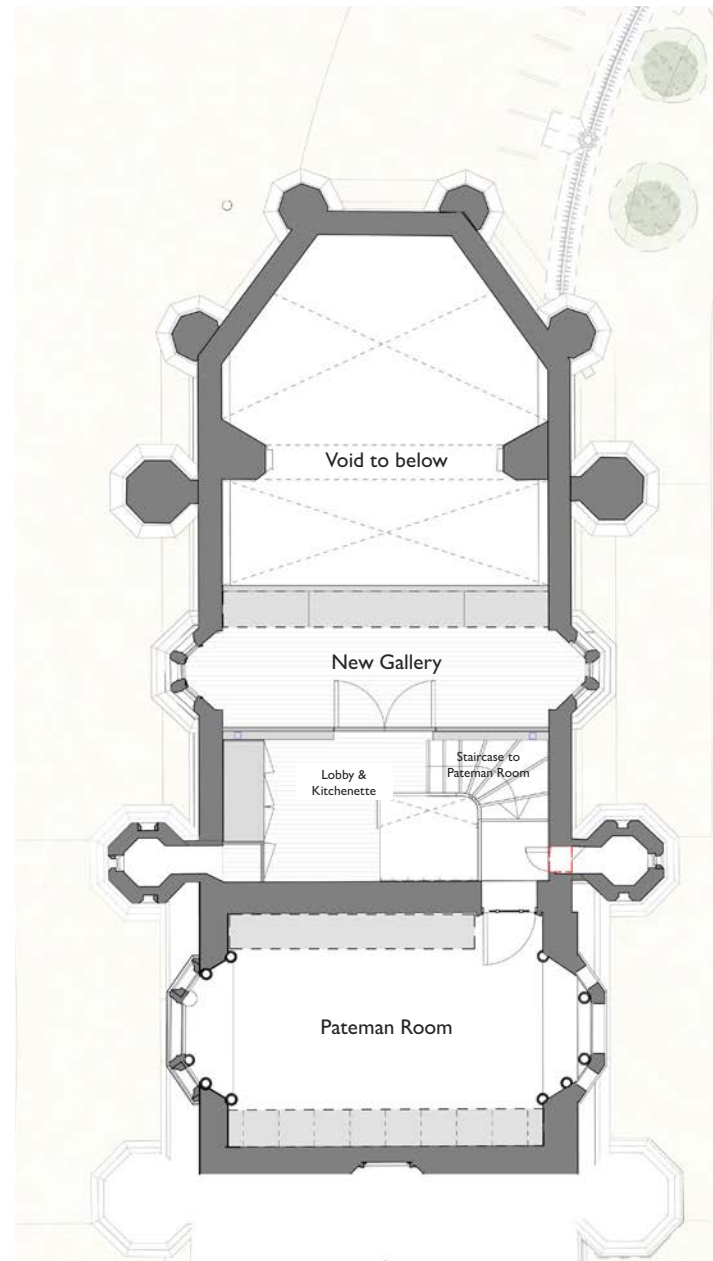 Void to below
New Gallery
Lobby &
Kitchenette
Staircase to
Pateman Room
Pateman Room